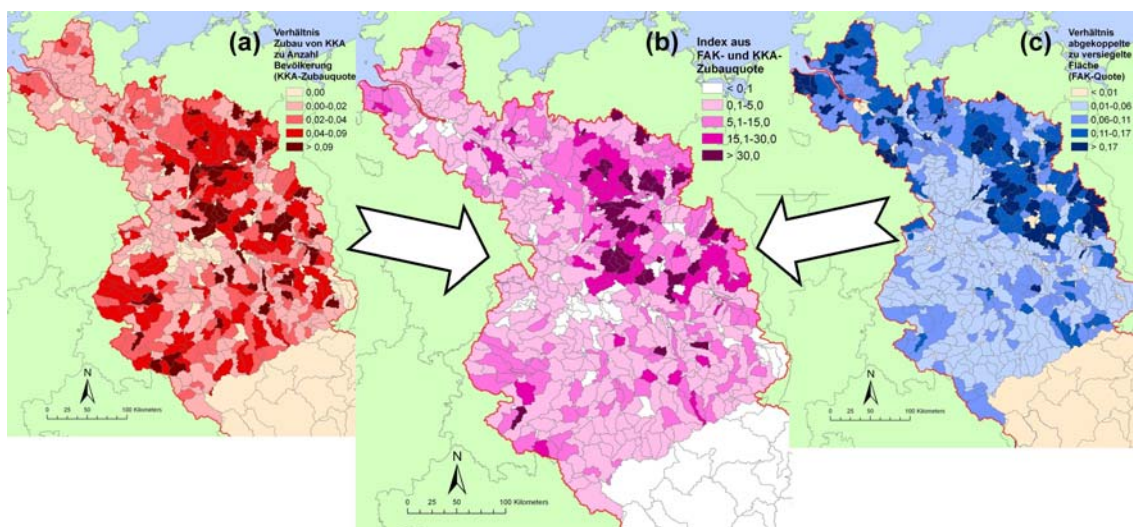 (a)
Verhältnis
Zubau von KKA
zu Anzahl
Bevölkerung
(KKA-Zubauquote)
0,00
0,00-0,02
0,02-0,04
0,04-0,09
> 0,09
N
0 25 50 100 Kilometers
(b)
Index aus
FAK- und KKA-
Zubauquote
< 0,1
0,1-5,0
5,1-15,0
15,1-30,0
> 30,0
N
0 25 50 100 Kilometers
(c)
Verhältnis
abgekoppelte
zu versiegelte
Fläche
(FAK-Quote)
< 0,01
0,01-0,06
0,06-0,11
0,11-0,17
> 0,17
N
0 25 50 100 Kilometers